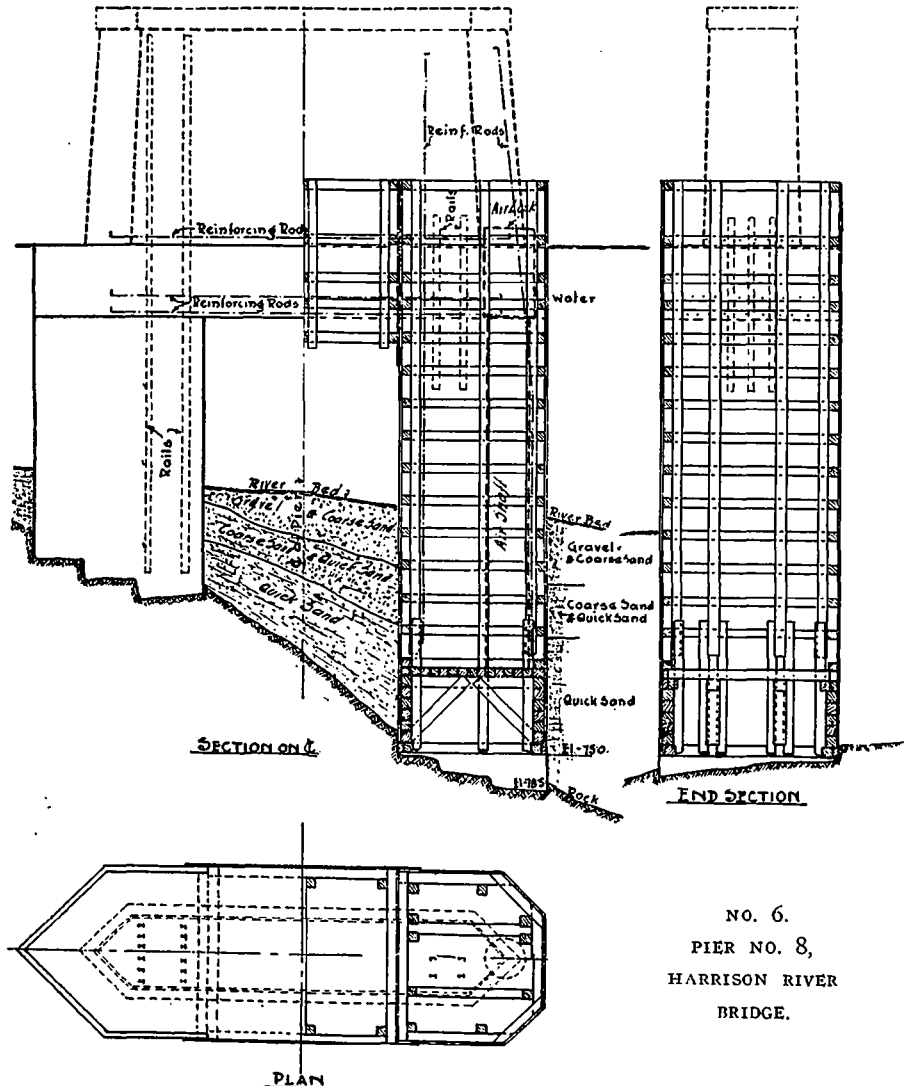 Reinf. Rods
Rails
Air Lock
Reinforcing Rods
Reinforcing Rods
Water
Rails
Air Shaft
River Bed
Gravel & Coarse Sand
Coarse Sand & Quick Sand
Quick Sand
River Bed
Gravel
& Coarse Sand
Coarse Sand
& Quick Sand
Quick Sand
El-750.
El-785
Rock
SECTION ON ℄
END SECTION
PLAN
NO. 6.
PIER NO. 8,
HARRISON RIVER
BRIDGE.